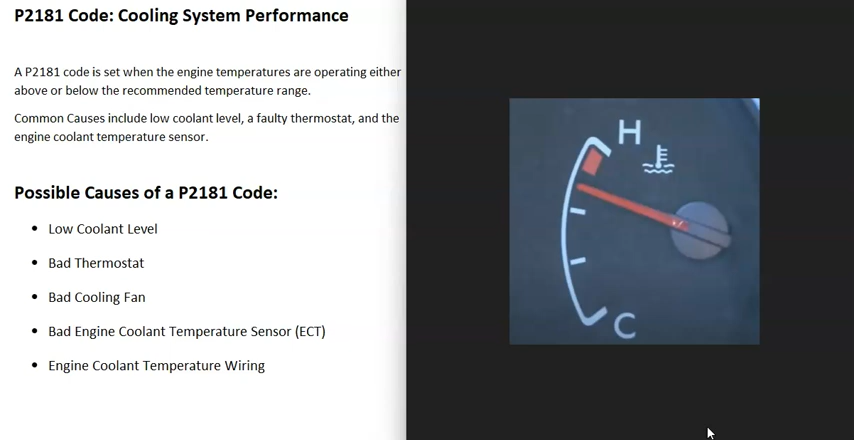 P2181 Code: Cooling System Performance
A P2181 code is set when the engine temperatures are operating either
above or below the recommended temperature range.
Common Causes include low coolant level, a faulty thermostat, and the
engine coolant temperature sensor.
Possible Causes of a P2181 Code:
Low Coolant Level
Bad Thermostat
Bad Cooling Fan
Bad Engine Coolant Temperature Sensor (ECT)
Engine Coolant Temperature Wiring
H
C